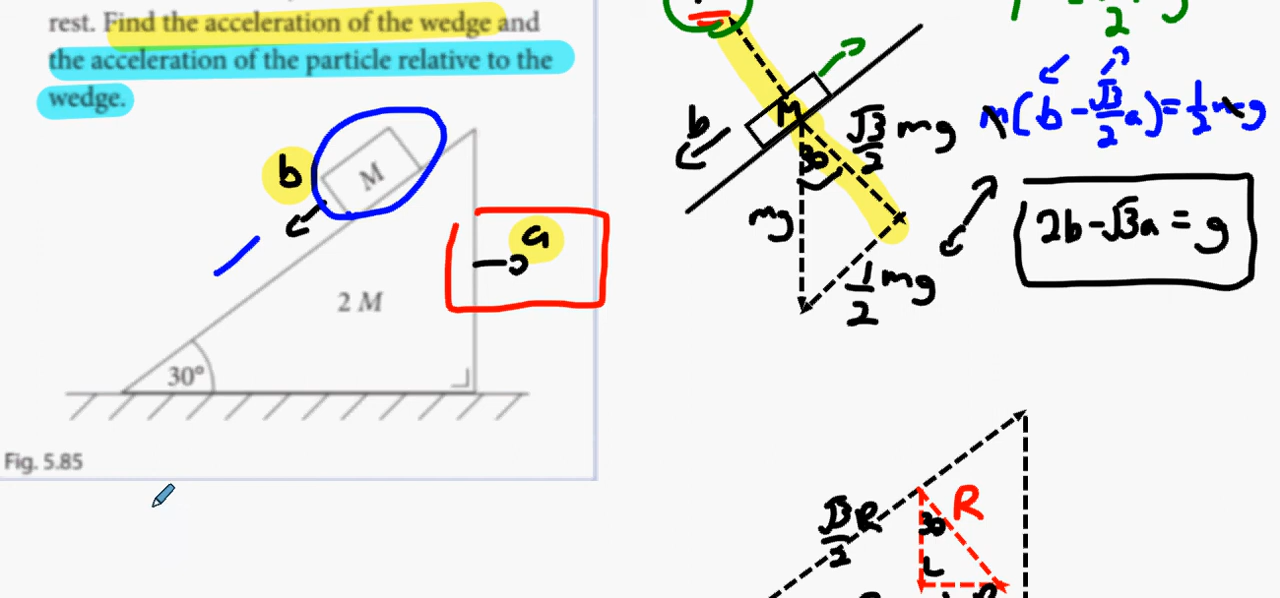 rest. Find the acceleration of the wedge and
the acceleration of the particle relative to the
wedge.
b
M
a
2 M
30°
Fig. 5.85
2
g
b
M
√3/2 mg
30
mg
1/2 mg
m(b - √3/2 a) = 1/2 mg
2b - √3a = g
√3/2 R
30
R